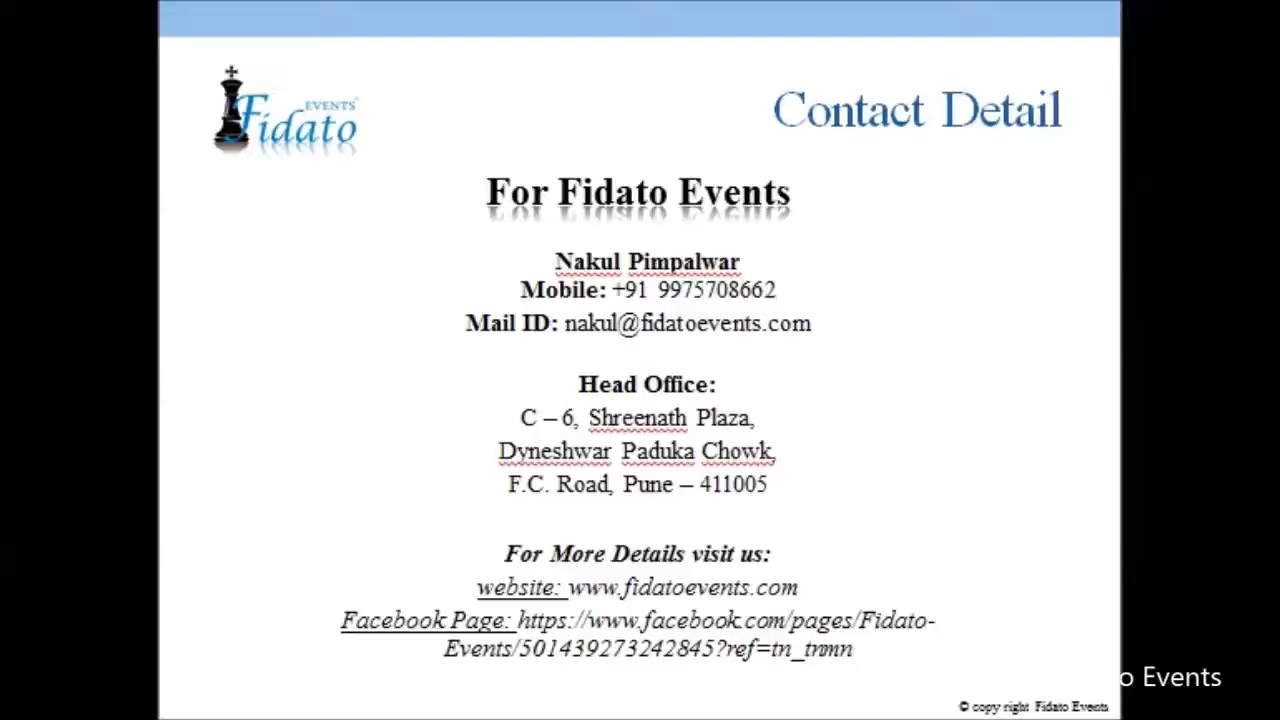 EVENTS
Fidato
Contact Detail
For Fidato Events
Nakul Pimpalwar
Mobile: +91 9975708662
Mail ID: nakul@fidatoevents.com
Head Office:
C – 6, Shreenath Plaza,
Dyneshwar Paduka Chowk,
F.C. Road, Pune – 411005
For More Details visit us:
website: www.fidatoevents.com
Facebook Page: https://www.facebook.com/pages/Fidato-
Events/501439273242845?ref=tn_tnmn
o Events
© copy right Fidato Events